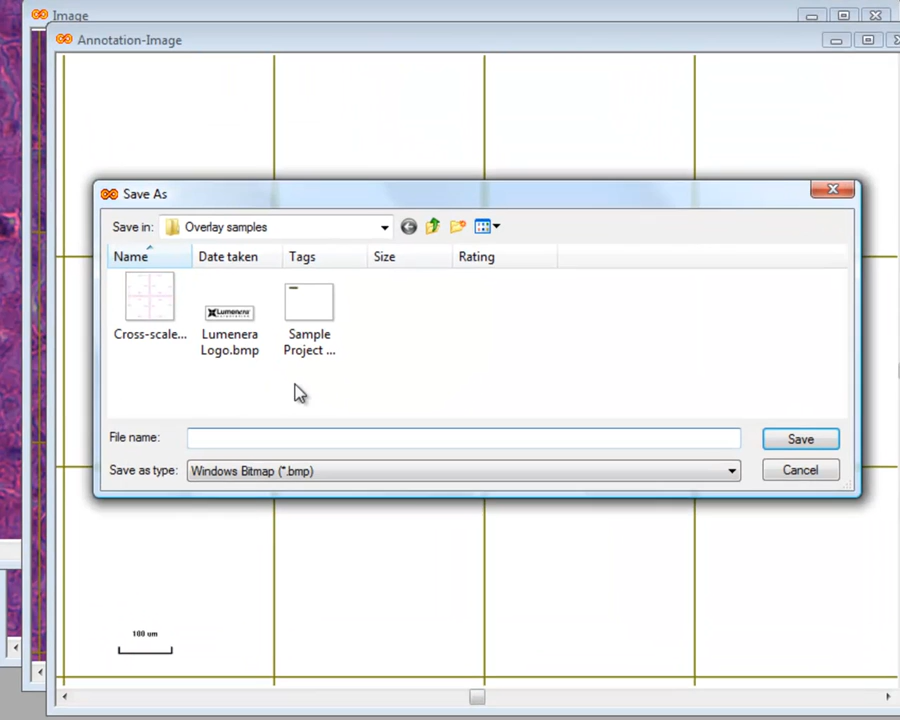 Image
Annotation-Image
Save As
Save in: Overlay samples
Name Date taken Tags Size Rating
Cross-scale...
Lumenera
Lumenera
Logo.bmp
Sample
Project ...
File name:
Save
Save as type: Windows Bitmap (*.bmp)
Cancel
100 um